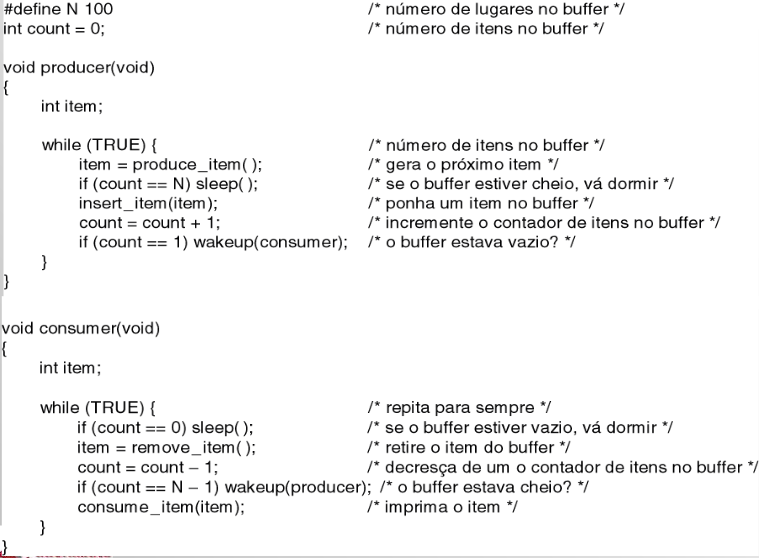 #define N 100 /* número de lugares no buffer */
int count = 0; /* número de itens no buffer */
void producer(void)
{
int item;
while (TRUE) { /* número de itens no buffer */
item = produce_item( ); /* gera o próximo item */
if (count == N) sleep( ); /* se o buffer estiver cheio, vá dormir */
insert_item(item); /* ponha um item no buffer */
count = count + 1; /* incremente o contador de itens no buffer */
if (count == 1) wakeup(consumer); /* o buffer estava vazio? */
}
}
void consumer(void)
{
int item;
while (TRUE) { /* repita para sempre */
if (count == 0) sleep( ); /* se o buffer estiver vazio, vá dormir */
item = remove_item( ); /* retire o item do buffer */
count = count – 1; /* decresça de um o contador de itens no buffer */
if (count == N – 1) wakeup(producer); /* o buffer estava cheio? */
consume_item(item); /* imprima o item */
}
}